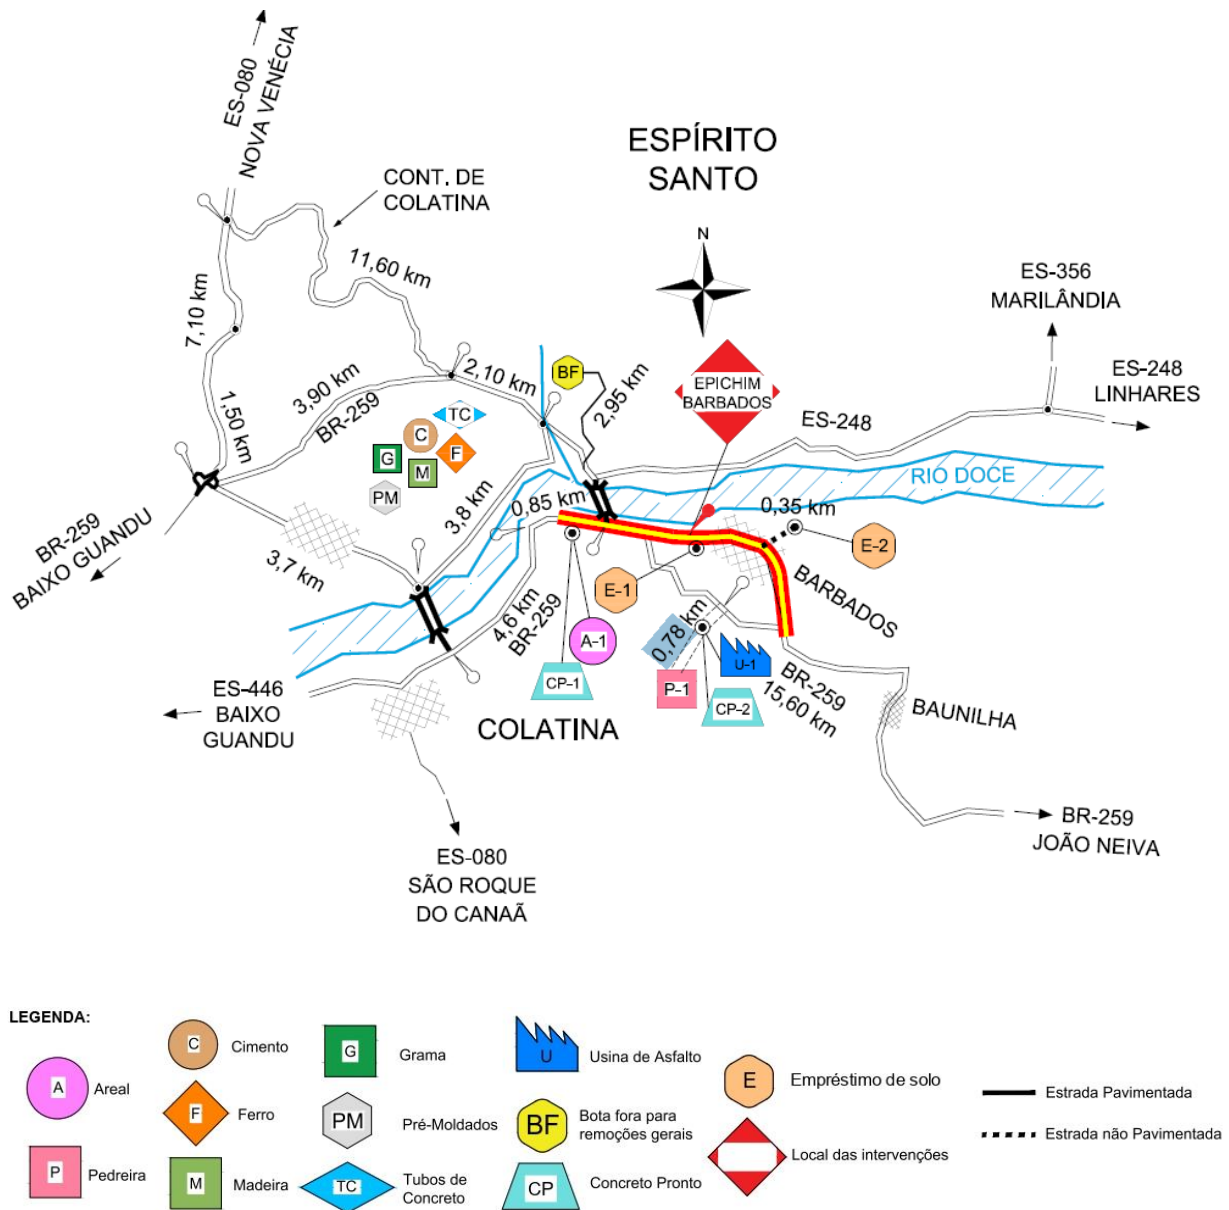 ES-080
NOVA VENÉCIA
ESPÍRITO
SANTO
CONT. DE
COLATINA
N
11,60 km
7,10 km
ES-356
MARILÂNDIA
ES-248
LINHARES
2,10 km
BF
2,95 km
EPICHIM
BARBADOS
3,90 km
BR-259
1,50 km
TC
C
F
G
M
PM
ES-248
RIO DOCE
0,85 km
0,35 km
3,8 km
E-2
BR-259
BAIXO GUANDU
3,7 km
E-1
BARBADOS
4,6 km
BR-259
A-1
0,78 km
U-1
P-1
CP-1
CP-2
BR-259
15,60 km
ES-446
BAIXO
GUANDU
COLATINA
BAUNILHA
BR-259
JOÃO NEIVA
ES-080
SÃO ROQUE
DO CANAÃ
LEGENDA:
A
Areal
P
Pedreira
C
Cimento
F
Ferro
M
Madeira
G
Grama
PM
Pré-Moldados
TC
Tubos de
Concreto
U
Usina de Asfalto
BF
Bota fora para
remoções gerais
CP
Concreto Pronto
E
Empréstimo de solo
Local das intervenções
Estrada Pavimentada
Estrada não Pavimentada